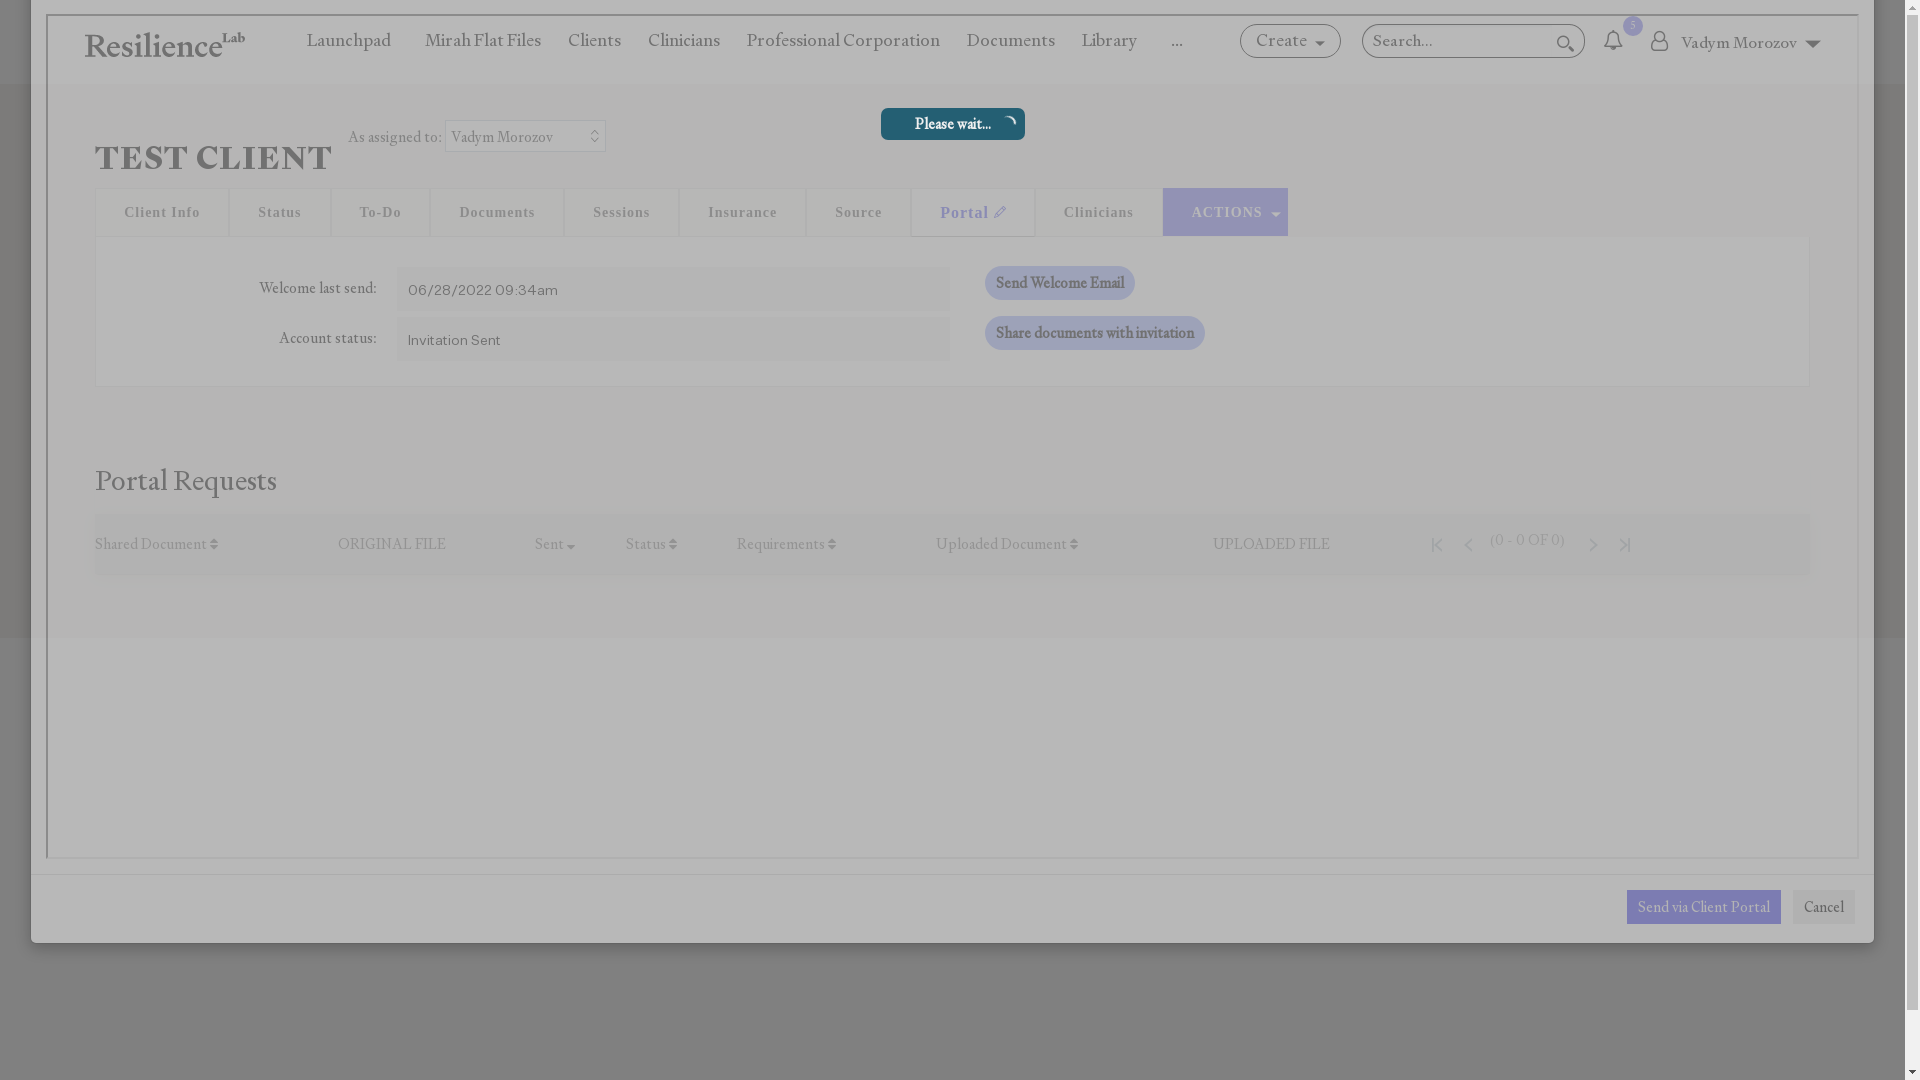 ResilienceLab
Launchpad Mirah Flat Files Clients Clinicians Professional Corporation Documents Library ... Create Search... 5 Vadym Morozov
Please wait...
As assigned to: Vadym Morozov
TEST CLIENT
Client Info Status To-Do Documents Sessions Insurance Source Portal Clinicians ACTIONS
Welcome last send: 06/28/2022 09:34am Send Welcome Email
Account status: Invitation Sent Share documents with invitation
Portal Requests
Shared Document ORIGINAL FILE Sent Status Requirements Uploaded Document UPLOADED FILE (0 - 0 OF 0)
Send via Client Portal Cancel